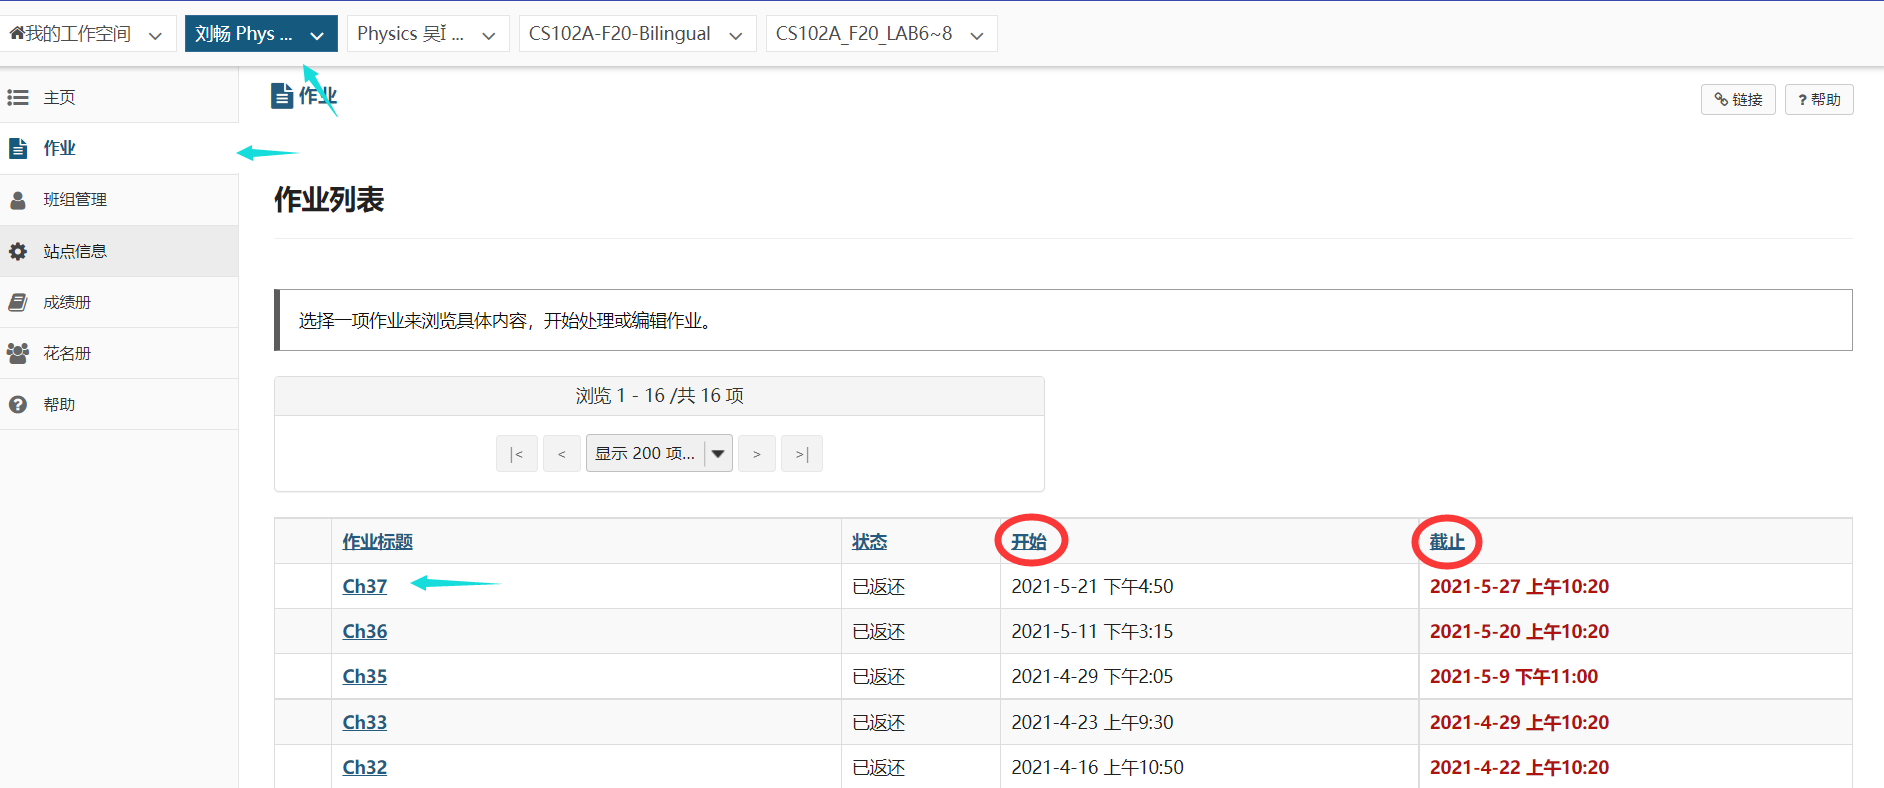 我的工作空间
刘畅 Phys ...
Physics 吴 ...
CS102A-F20-Bilingual
CS102A_F20_LAB6~8
主页
作业
班组管理
站点信息
成绩册
花名册
帮助
作业
链接
? 帮助
作业列表
选择一项作业来浏览具体内容，开始处理或编辑作业。
浏览 1 - 16 /共 16 项
|<
<
显示 200 项...
>
>|
作业标题 状态 开始 截止
Ch37 已返还 2021-5-21 下午4:50 2021-5-27 上午10:20
Ch36 已返还 2021-5-11 下午3:15 2021-5-20 上午10:20
Ch35 已返还 2021-4-29 下午2:05 2021-5-9 下午11:00
Ch33 已返还 2021-4-23 上午9:30 2021-4-29 上午10:20
Ch32 已返还 2021-4-16 上午10:50 2021-4-22 上午10:20